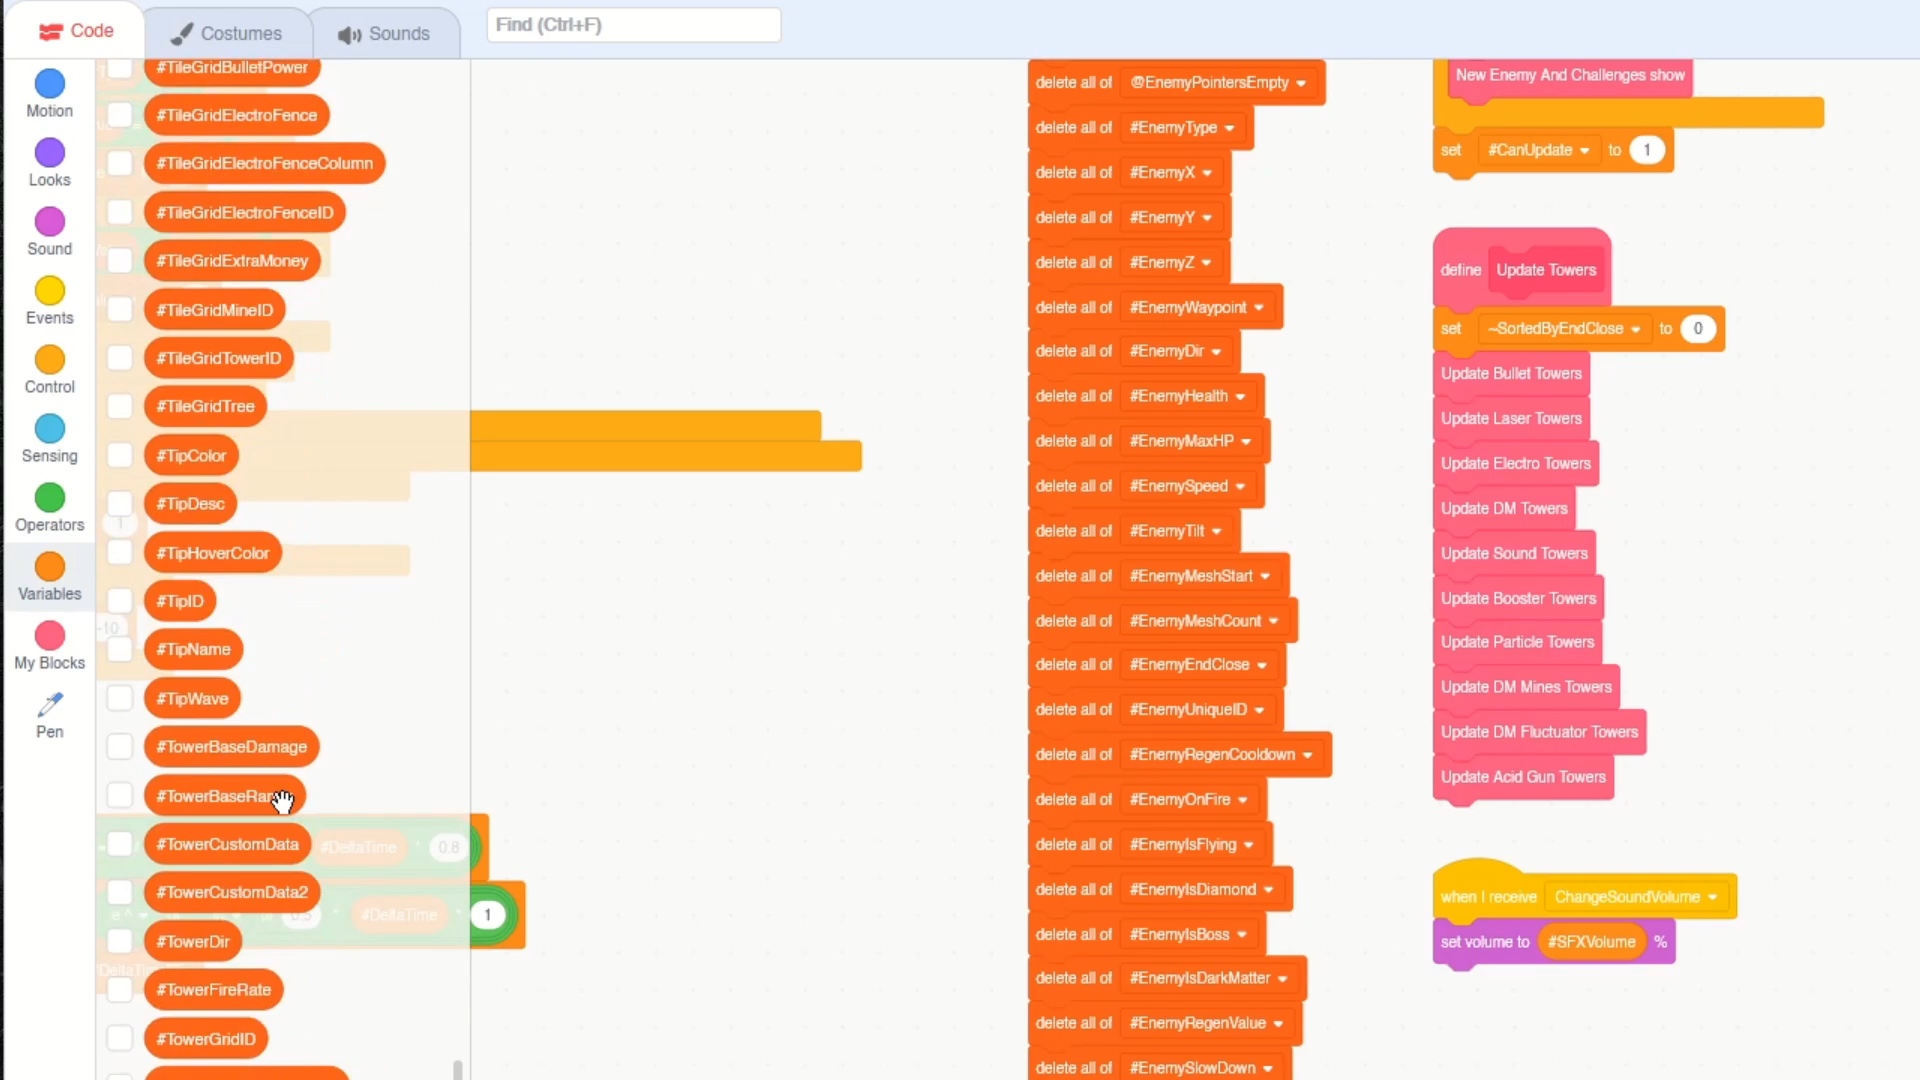 Code
Costumes
Sounds
Find (Ctrl+F)
Motion
Looks
Sound
Events
Control
Sensing
Operators
Variables
My Blocks
Pen
#TileGridBulletPower
#TileGridElectroFence
#TileGridElectroFenceColumn
#TileGridElectroFenceID
#TileGridExtraMoney
#TileGridMineID
#TileGridTowerID
#TileGridTree
#TipColor
#TipDesc
1
#TipHoverColor
#TipID
-10
#TipName
#TipWave
#TowerBaseDamage
#TowerCustomData
#DeltaTime * 0.8
#TowerCustomData2
#DeltaTime * 1
#TowerDir
#TowerFireRate
#TowerGridID
delete all of @EnemyPointersEmpty
delete all of #EnemyType
delete all of #EnemyX
delete all of #EnemyY
delete all of #EnemyZ
delete all of #EnemyWaypoint
delete all of #EnemyDir
delete all of #EnemyHealth
delete all of #EnemyMaxHP
delete all of #EnemySpeed
delete all of #EnemyTilt
delete all of #EnemyMeshStart
delete all of #EnemyMeshCount
delete all of #EnemyEndClose
delete all of #EnemyUniqueID
delete all of #EnemyRegenCooldown
delete all of #EnemyOnFire
delete all of #EnemyIsFlying
delete all of #EnemyIsDiamond
delete all of #EnemyIsBoss
delete all of #EnemyIsDarkMatter
delete all of #EnemyRegenValue
delete all of #EnemySlowDown
New Enemy And Challenges show
set #CanUpdate to 1
define Update Towers
set ~SortedByEndClose to 0
Update Bullet Towers
Update Laser Towers
Update Electro Towers
Update DM Towers
Update Sound Towers
Update Booster Towers
Update Particle Towers
Update DM Mines Towers
Update DM Fluctuator Towers
Update Acid Gun Towers
when I receive ChangeSoundVolume
set volume to #SFXVolume %